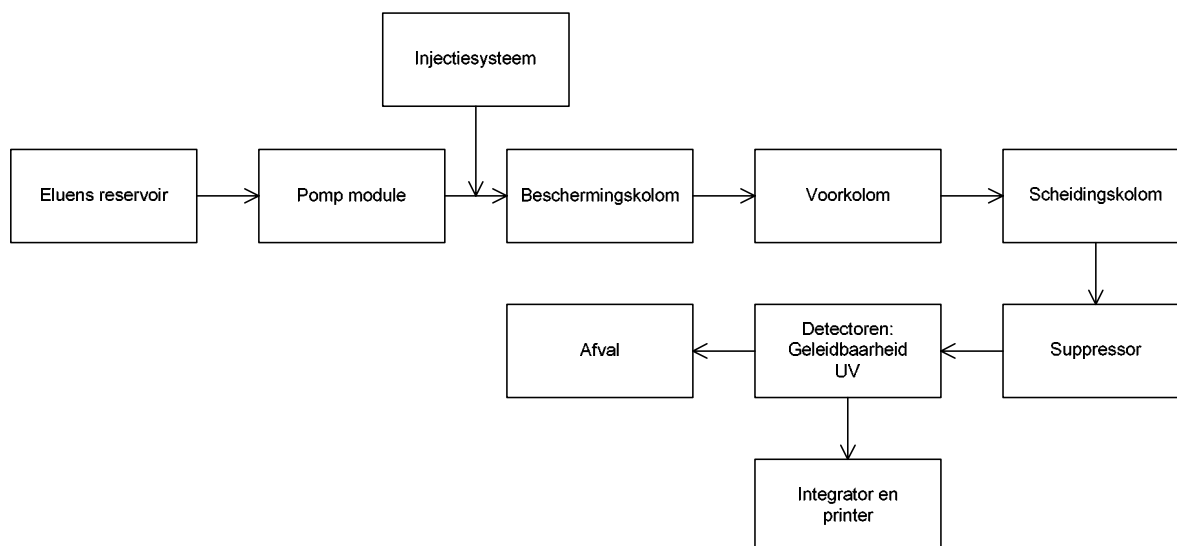 Injectiesysteem
Eluens reservoir
Pomp module
Beschermingskolom
Voorkolom
Scheidingskolom
Afval
Detectoren:
Geleidbaarheid
UV
Suppressor
Integrator en
printer